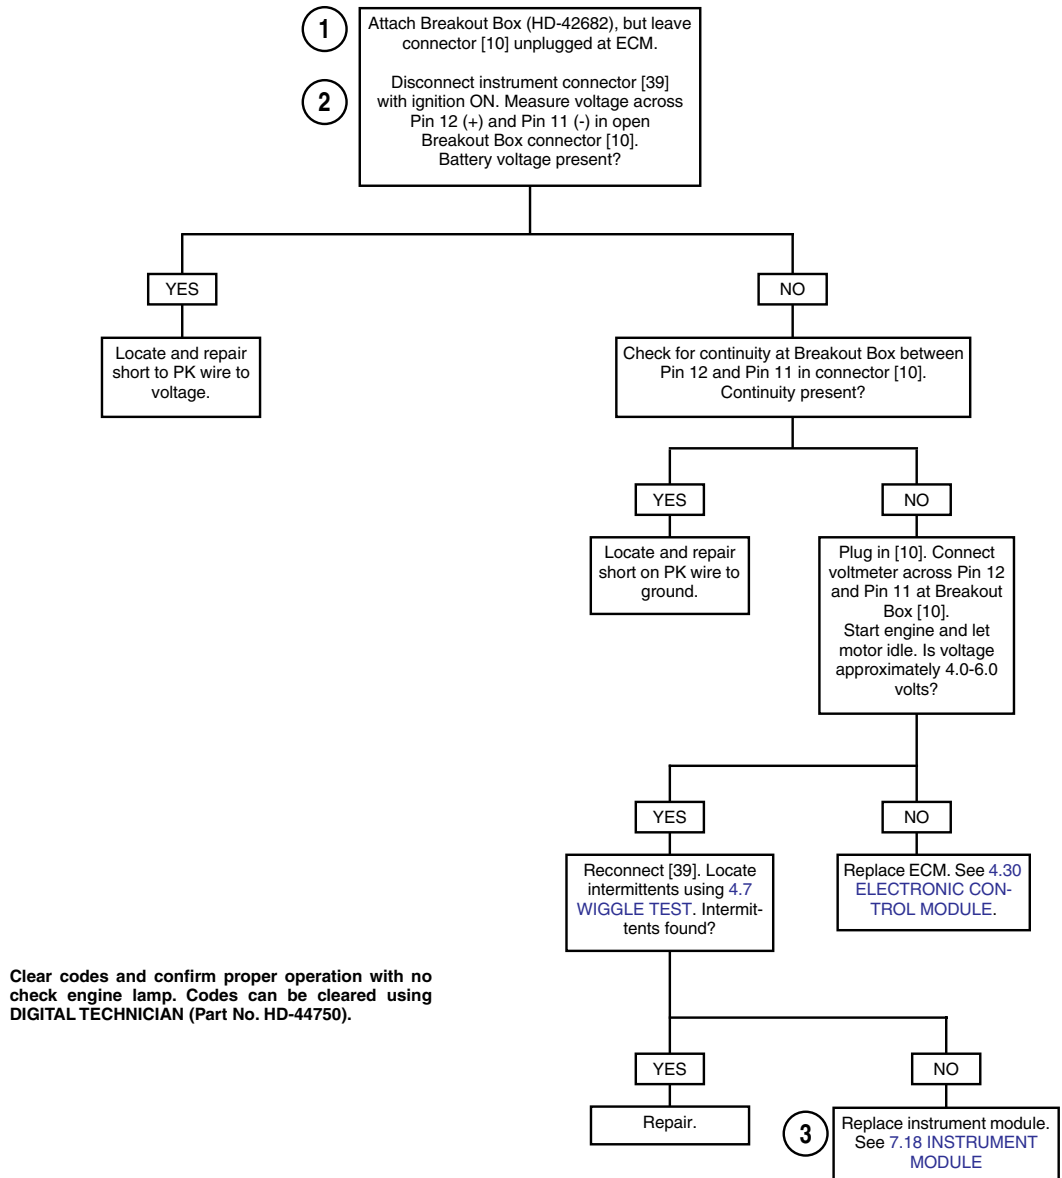 1
Attach Breakout Box (HD-42682), but leave
connector [10] unplugged at ECM.
2
Disconnect instrument connector [39]
with ignition ON. Measure voltage across
Pin 12 (+) and Pin 11 (-) in open
Breakout Box connector [10].
Battery voltage present?
YES
NO
Locate and repair
short to PK wire to
voltage.
Check for continuity at Breakout Box between
Pin 12 and Pin 11 in connector [10].
Continuity present?
YES
NO
Locate and repair
short on PK wire to
ground.
Plug in [10]. Connect
voltmeter across Pin 12
and Pin 11 at Breakout
Box [10].
Start engine and let
motor idle. Is voltage
approximately 4.0-6.0
volts?
YES
NO
Reconnect [39]. Locate
intermittents using 4.7
WIGGLE TEST. Intermit-
tents found?
Replace ECM. See 4.30
ELECTRONIC CON-
TROL MODULE.
Clear codes and confirm proper operation with no
check engine lamp. Codes can be cleared using
DIGITAL TECHNICIAN (Part No. HD-44750).
YES
NO
Repair.
3
Replace instrument module.
See 7.18 INSTRUMENT
MODULE